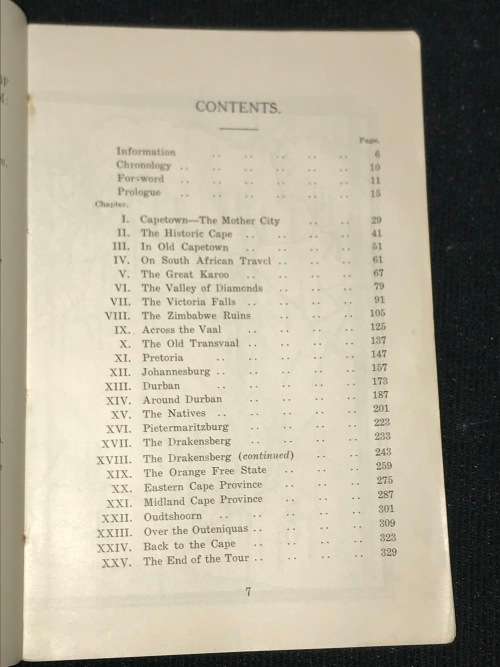 CONTENTS.
Page.
Information .. .. .. .. .. 6
Chronology .. .. .. .. .. .. 10
Foreword .. .. .. .. .. 11
Prologue .. .. .. .. .. 15
Chapter.
I. Capetown—The Mother City .. .. 29
II. The Historic Cape .. .. .. .. 41
III. In Old Capetown .. .. .. .. 51
IV. On South African Travel .. .. .. 61
V. The Great Karoo .. .. .. .. 67
VI. The Valley of Diamonds .. .. .. 79
VII. The Victoria Falls .. .. .. .. 91
VIII. The Zimbabwe Ruins .. .. .. 105
IX. Across the Vaal .. .. .. .. 125
X. The Old Transvaal .. .. .. .. 137
XI. Pretoria .. .. .. .. .. 147
XII. Johannesburg .. .. .. .. .. 157
XIII. Durban .. .. .. .. .. 173
XIV. Around Durban .. .. .. .. 187
XV. The Natives .. .. .. .. .. 201
XVI. Pietermaritzburg .. .. .. .. 223
XVII. The Drakensberg .. .. .. .. 233
XVIII. The Drakensberg (continued) .. .. 243
XIX. The Orange Free State .. .. .. 259
XX. Eastern Cape Province .. .. .. 275
XXI. Midland Cape Province .. .. .. 287
XXII. Oudtshoorn .. .. .. .. .. 301
XXIII. Over the Outeniquas .. .. .. .. 309
XXIV. Back to the Cape .. .. .. .. 323
XXV. The End of the Tour .. .. .. .. 329
7